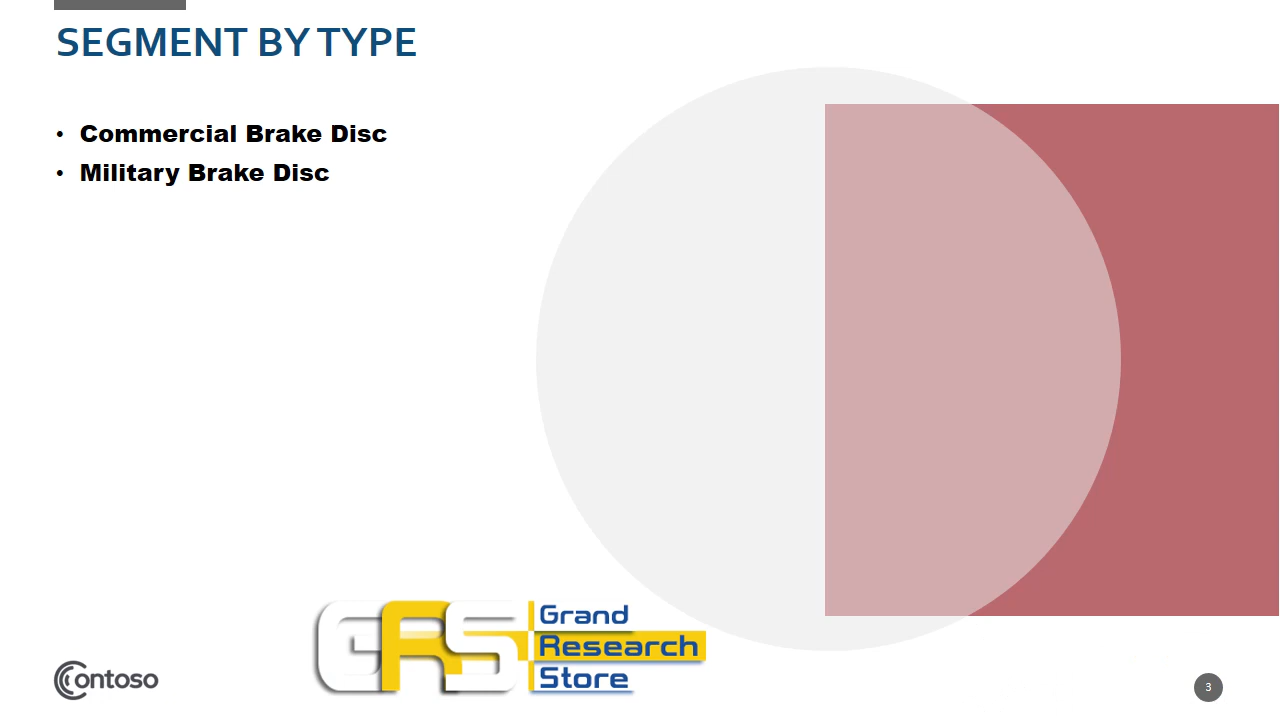 SEGMENT BY TYPE
• Commercial Brake Disc
• Military Brake Disc
GRS
Grand
Research
Store
Contoso
3